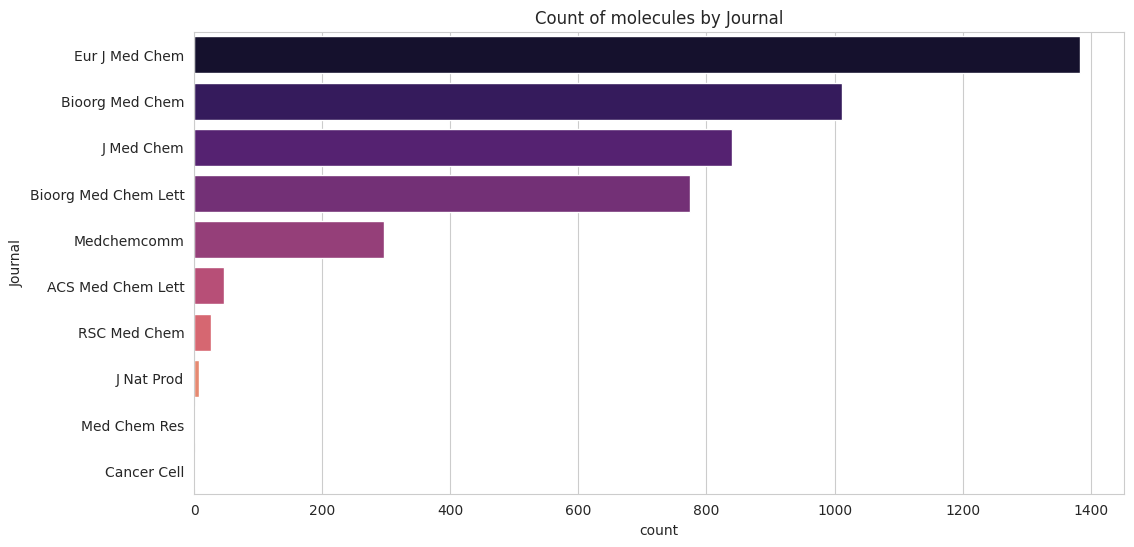 Count of molecules by Journal
Journal
Eur J Med Chem
Bioorg Med Chem
J Med Chem
Bioorg Med Chem Lett
Medchemcomm
ACS Med Chem Lett
RSC Med Chem
J Nat Prod
Med Chem Res
Cancer Cell
0 200 400 600 800 1000 1200 1400
count